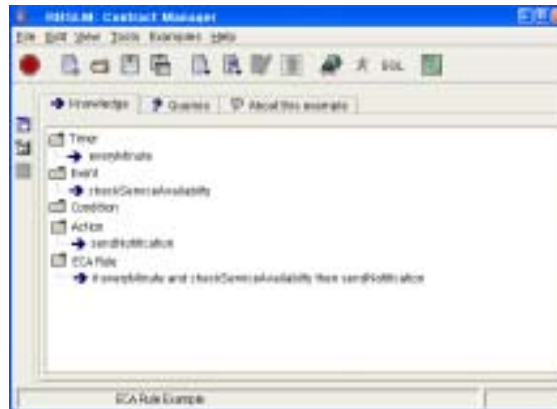 RBSLM: Contract Manager
File Edit View Tools Examples Help
SQL
Knowledge Queries About this example
Timer
everyMinute
Event
checkServiceAvailability
Condition
Action
sendNotification
ECA Rule
if everyMinute and checkServiceAvailability then sendNotification
ECA Rule Example